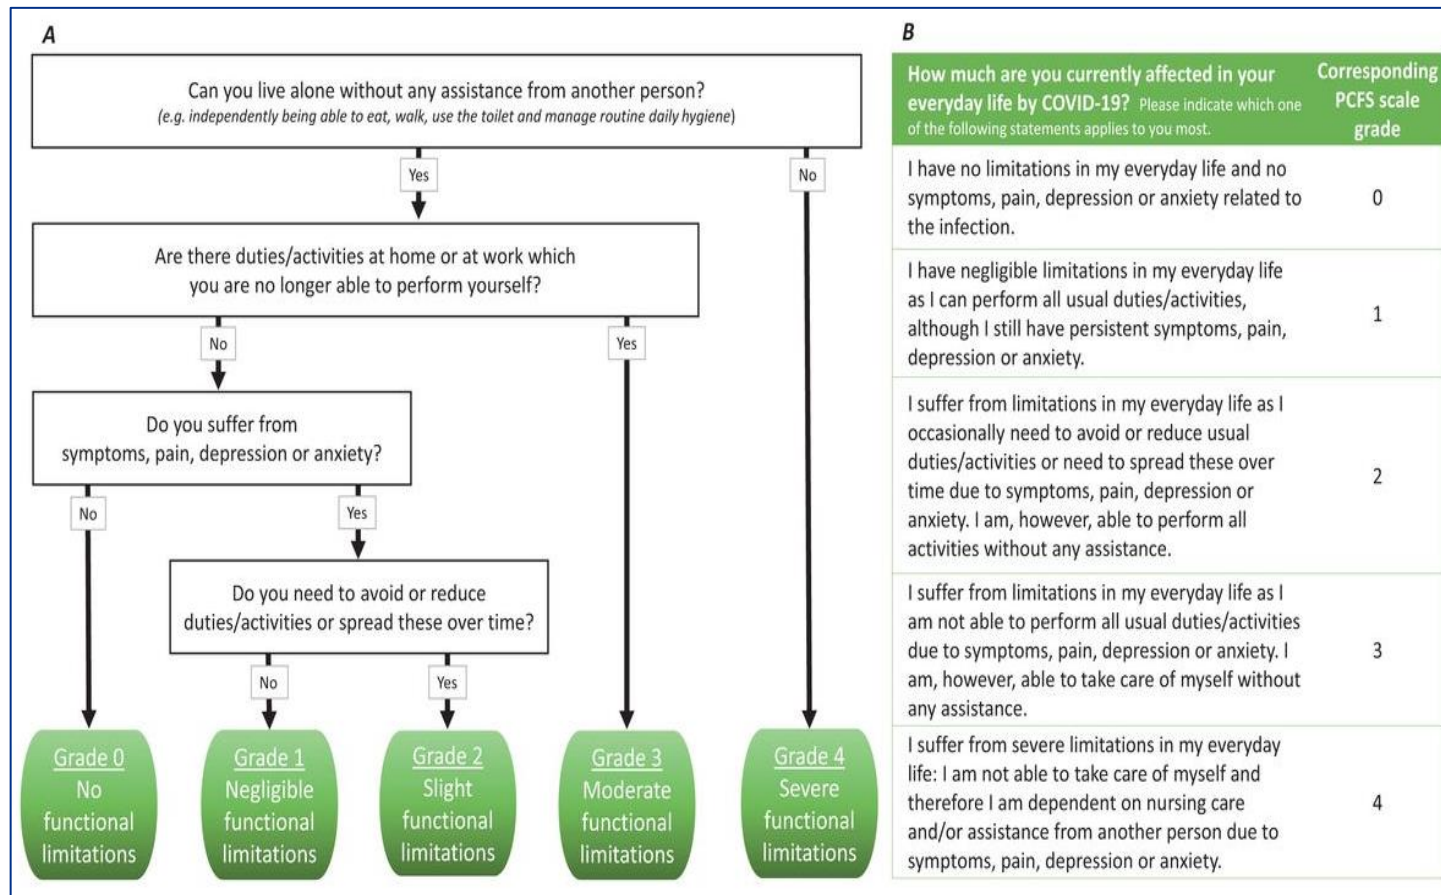 A
Can you live alone without any assistance from another person?
(e.g. independently being able to eat, walk, use the toilet and manage routine daily hygiene)
Yes
No
Are there duties/activities at home or at work which
you are no longer able to perform yourself?
No
Yes
Do you suffer from
symptoms, pain, depression or anxiety?
No
Yes
Do you need to avoid or reduce
duties/activities or spread these over time?
No
Yes
Grade 0
No
functional
limitations
Grade 1
Negligible
functional
limitations
Grade 2
Slight
functional
limitations
Grade 3
Moderate
functional
limitations
Grade 4
Severe
functional
limitations
B
How much are you currently affected in your
everyday life by COVID-19? Please indicate which one
of the following statements applies to you most.
Corresponding
PCFS scale
grade
I have no limitations in my everyday life and no
symptoms, pain, depression or anxiety related to
the infection.
0
I have negligible limitations in my everyday life
as I can perform all usual duties/activities,
although I still have persistent symptoms, pain,
depression or anxiety.
1
I suffer from limitations in my everyday life as I
occasionally need to avoid or reduce usual
duties/activities or need to spread these over
time due to symptoms, pain, depression or
anxiety. I am, however, able to perform all
activities without any assistance.
2
I suffer from limitations in my everyday life as I
am not able to perform all usual duties/activities
due to symptoms, pain, depression or anxiety. I
am, however, able to take care of myself without
any assistance.
3
I suffer from severe limitations in my everyday
life: I am not able to take care of myself and
therefore I am dependent on nursing care
and/or assistance from another person due to
symptoms, pain, depression or anxiety.
4